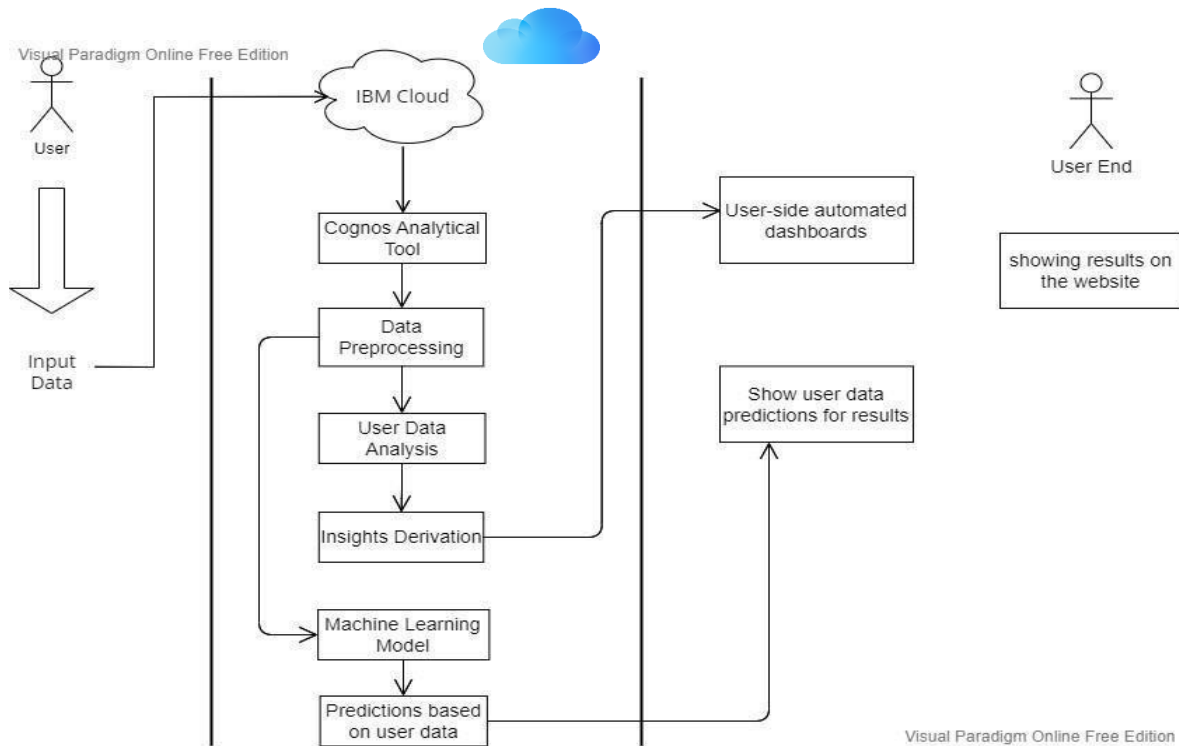 Visual Paradigm Online Free Edition
User
Input
Data
IBM Cloud
Cognos Analytical
Tool
Data
Preprocessing
User Data
Analysis
Insights Derivation
Machine Learning
Model
Predictions based
on user data
User-side automated
dashboards
Show user data
predictions for results
User End
showing results on
the website
Visual Paradigm Online Free Edition